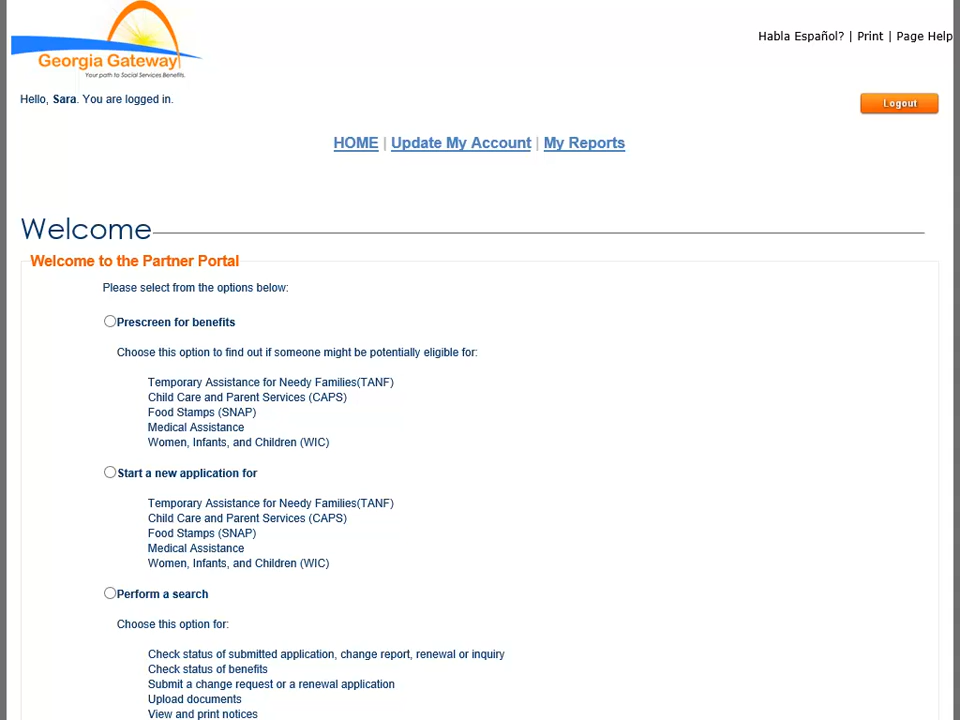 Georgia Gateway
Your path to Social Services Benefits.
Habla Español? | Print | Page Help
Hello, Sara. You are logged in.
Logout
HOME | Update My Account | My Reports
Welcome
Welcome to the Partner Portal
Please select from the options below:
Prescreen for benefits
Choose this option to find out if someone might be potentially eligible for:
Temporary Assistance for Needy Families(TANF)
Child Care and Parent Services (CAPS)
Food Stamps (SNAP)
Medical Assistance
Women, Infants, and Children (WIC)
Start a new application for
Temporary Assistance for Needy Families(TANF)
Child Care and Parent Services (CAPS)
Food Stamps (SNAP)
Medical Assistance
Women, Infants, and Children (WIC)
Perform a search
Choose this option for:
Check status of submitted application, change report, renewal or inquiry
Check status of benefits
Submit a change request or a renewal application
Upload documents
View and print notices